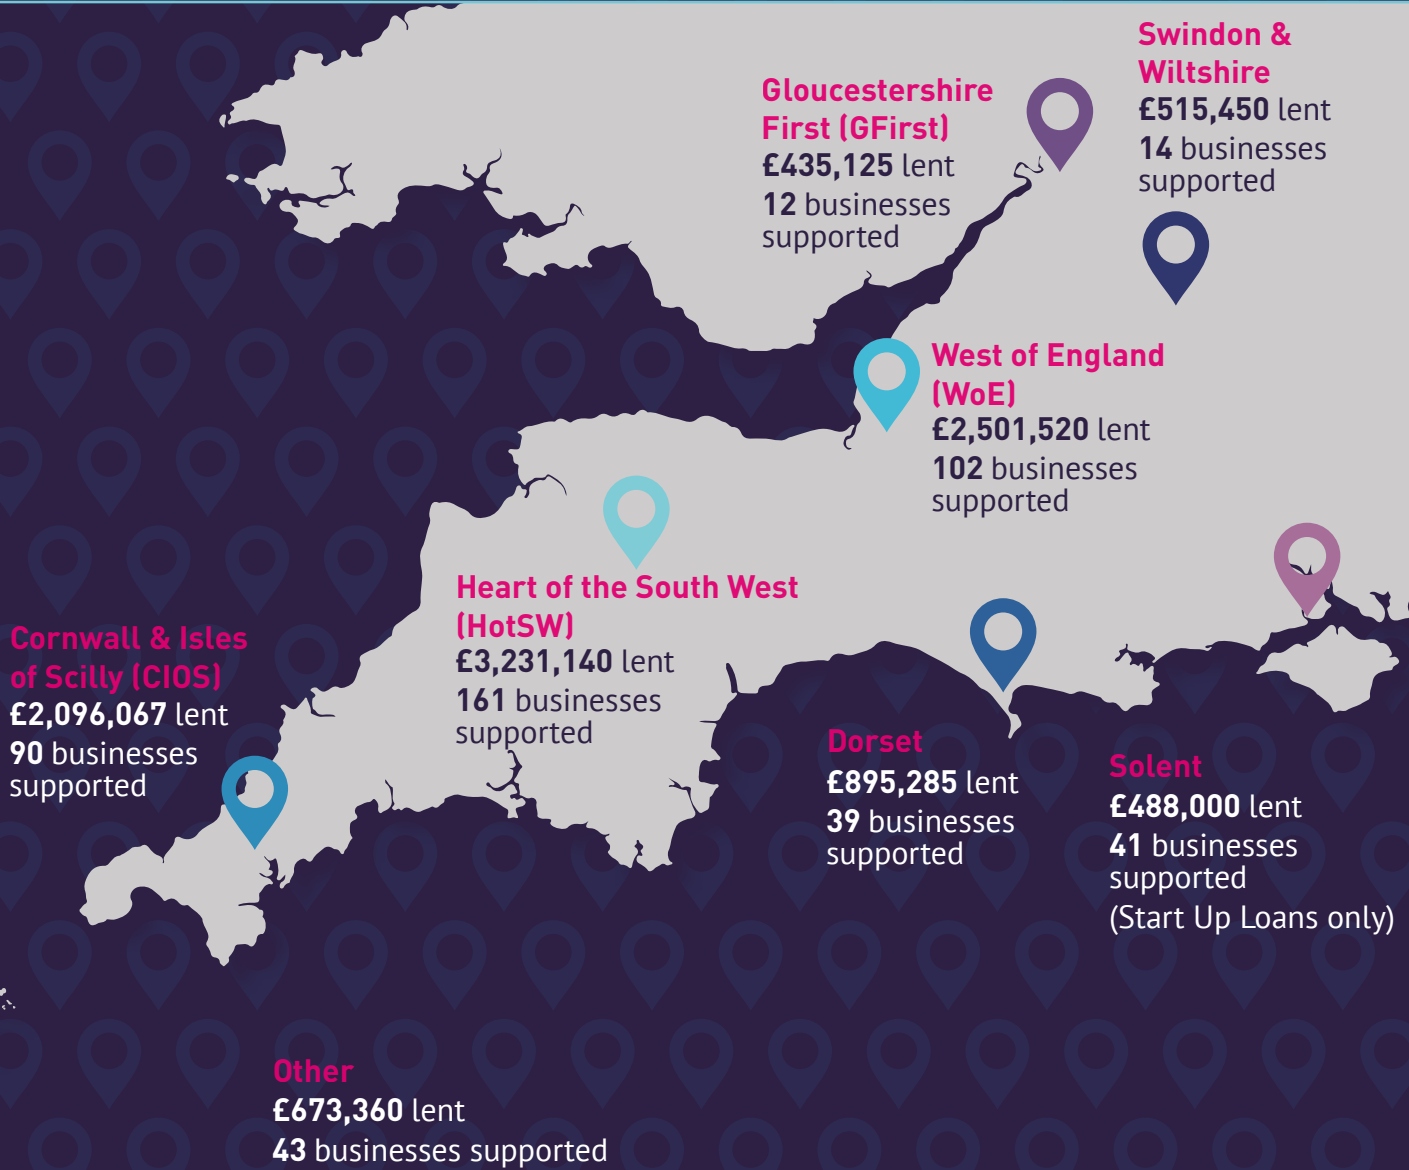 Swindon &
Wiltshire
£515,450 lent
14 businesses
supported
Gloucestershire
First (GFirst)
£435,125 lent
12 businesses
supported
West of England
(WoE)
£2,501,520 lent
102 businesses
supported
Heart of the South West
(HotSW)
£3,231,140 lent
161 businesses
supported
Cornwall & Isles
of Scilly (CIOS)
£2,096,067 lent
90 businesses
supported
Dorset
£895,285 lent
39 businesses
supported
Solent
£488,000 lent
41 businesses
supported
(Start Up Loans only)
Other
£673,360 lent
43 businesses supported